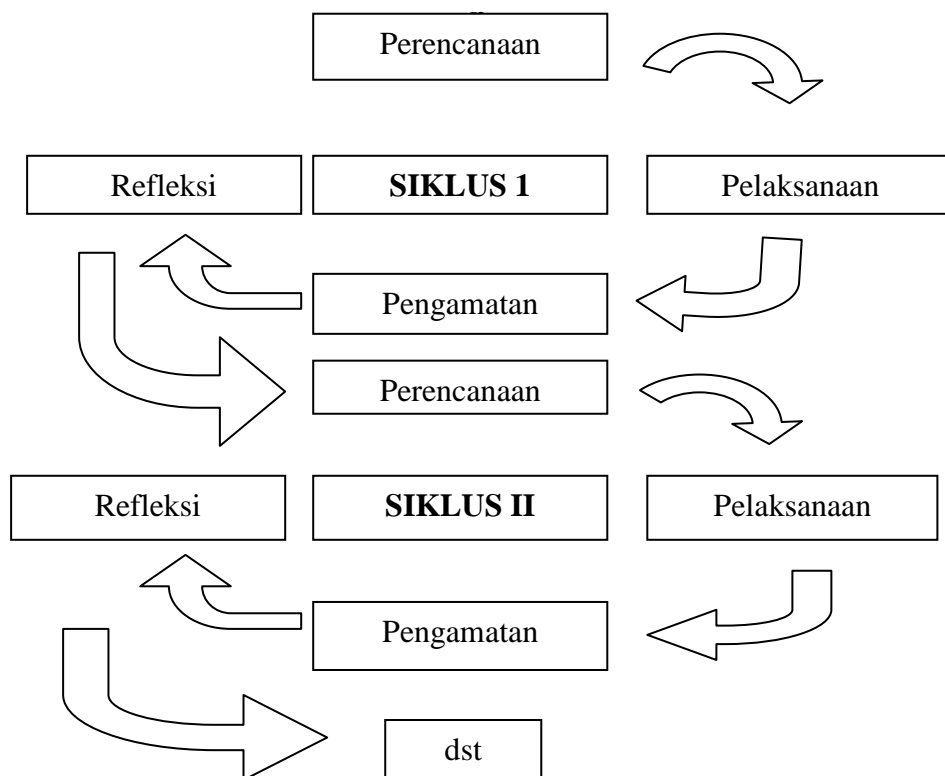 Perencanaan
Refleksi
SIKLUS 1
Pelaksanaan
Pengamatan
Perencanaan
Refleksi
SIKLUS II
Pelaksanaan
Pengamatan
dst